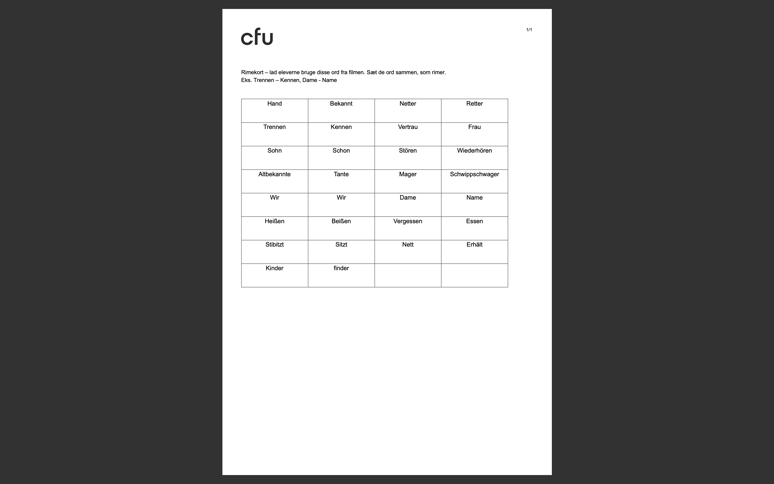 cfu
1/1
Rimekort – lad eleverne bruge disse ord fra filmen. Sæt de ord sammen, som rimer.
Eks. Trennen – Kennen, Dame - Name
Hand Bekannt Netter Retter
Trennen Kennen Vertrau Frau
Sohn Schon Stören Wiederhören
Altbekannte Tante Mager Schwippschwager
Wir Wir Dame Name
Heißen Beißen Vergessen Essen
Stibitzt Sitzt Nett Erhält
Kinder finder